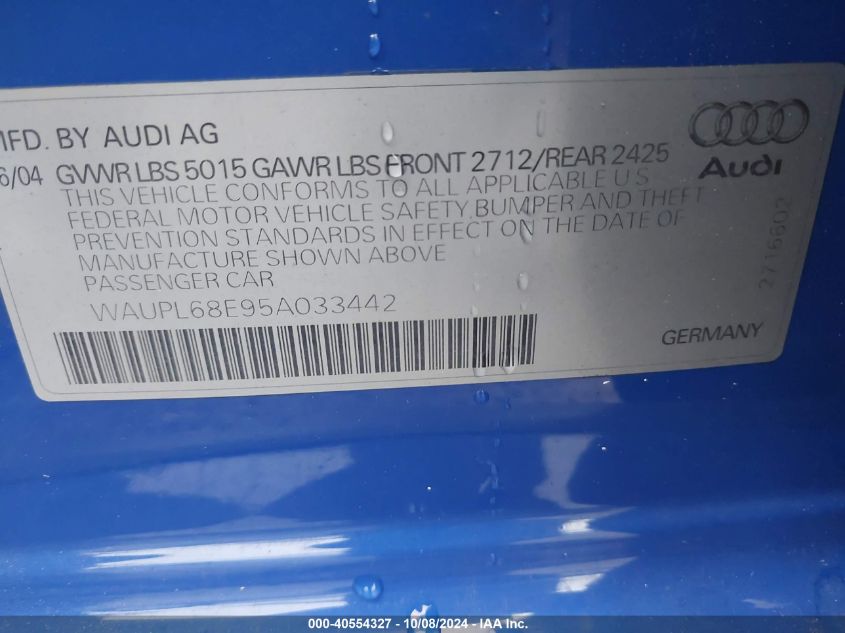 MFD. BY AUDI AG
6/04 GVWR LBS 5015 GAWR LBS FRONT 2712/REAR 2425
THIS VEHICLE CONFORMS TO ALL APPLICABLE U.S
FEDERAL MOTOR VEHICLE SAFETY, BUMPER AND THEFT
PREVENTION STANDARDS IN EFFECT ON THE DATE OF
MANUFACTURE SHOWN ABOVE
PASSENGER CAR
WAUPL68E95A033442
Audi
2716602
GERMANY
000-40554327 - 10/08/2024 - IAAI Inc.